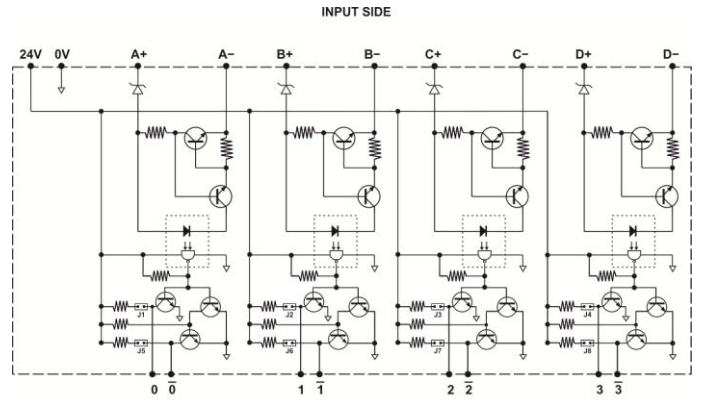 INPUT SIDE
24V 0V A+ A− B+ B− C+ C− D+ D−
J1 J2 J3 J4
J5 J6 J7 J8
0 0̅ 1 1̅ 2 2̅ 3 3̅